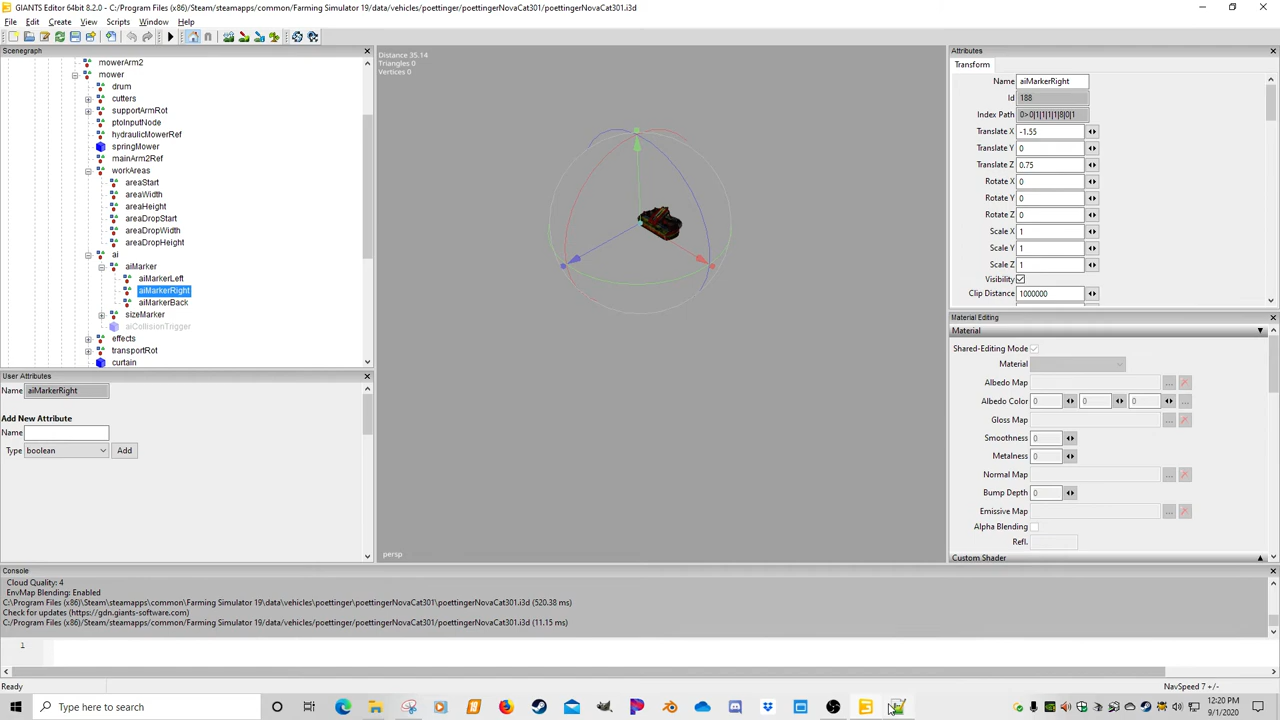 GIANTS Editor 64bit 8.2.0 - C:/Program Files (x86)/Steam/steamapps/common/Farming Simulator 19/data/vehicles/poettinger/poettingerNovaCat301/poettingerNovaCat301.i3d
File Edit Create View Scripts Window Help
Scenegraph
mowerArm2
mower
drum
cutters
supportArmRot
ptoInputNode
hydraulicMowerRef
springMower
mainArm2Ref
workAreas
areaStart
areaWidth
areaHeight
areaDropStart
areaDropWidth
areaDropHeight
ai
aiMarker
aiMarkerLeft
aiMarkerRight
aiMarkerBack
sizeMarker
aiCollisionTrigger
effects
transportRot
curtain
User Attributes
Name aiMarkerRight
Add New Attribute
Name
Type boolean Add
Distance 35.14
Triangles 0
Vertices 0
persp
Attributes
Transform
Name aiMarkerRight
Id 188
Index Path 0>0|1|1|1|1|8|0|1
Translate X -1.55
Translate Y 0
Translate Z 0.75
Rotate X 0
Rotate Y 0
Rotate Z 0
Scale X 1
Scale Y 1
Scale Z 1
Visibility
Clip Distance 1000000
Material Editing
Material
Shared-Editing Mode
Material
Albedo Map ...
Albedo Color 0 0 0 ...
Gloss Map ...
Smoothness 0
Metalness 0
Normal Map ...
Bump Depth 0
Emissive Map ...
Alpha Blending
Refl.
Custom Shader
Console
Cloud Quality: 4
EnvMap Blending: Enabled
C:\Program Files (x86)\Steam\steamapps\common\Farming Simulator 19\data\vehicles\poettinger\poettingerNovaCat301\poettingerNovaCat301.i3d (520.38 ms)
Check for updates (https://gdn.giants-software.com)
C:/Program Files (x86)/Steam/steamapps/common/Farming Simulator 19/data/vehicles/poettinger/poettingerNovaCat301/poettingerNovaCat301.i3d (11.15 ms)
1
Ready
NavSpeed 7 +/-
Type here to search
12:20 PM
9/1/2020